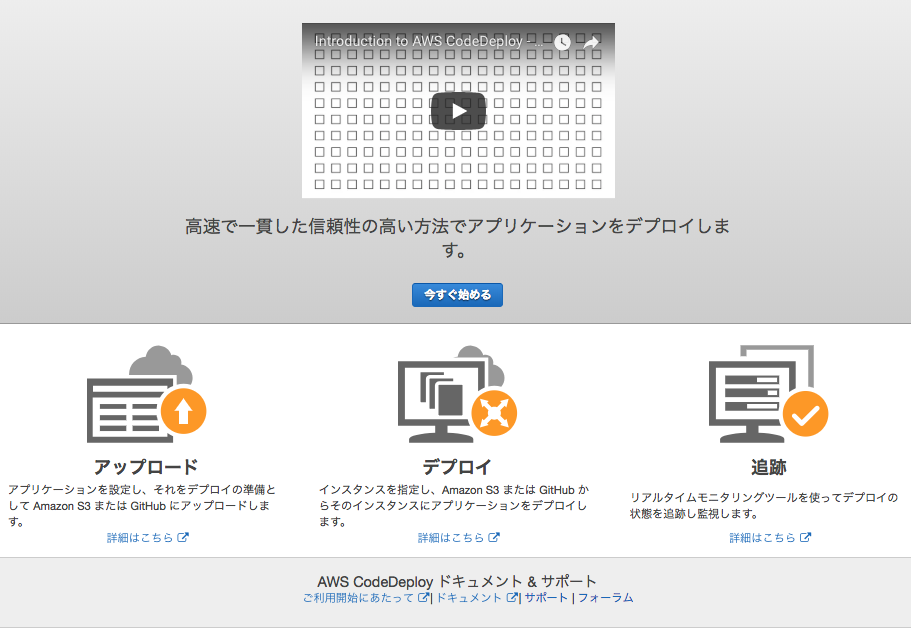 Introduction to AWS CodeDeploy - ...
高速で一貫した信頼性の高い方法でアプリケーションをデプロイしま
す。
今すぐ始める
アップロード
アプリケーションを設定し、それをデプロイの準備と
して Amazon S3 または GitHub にアップロードしま
す。
詳細はこちら
デプロイ
インスタンスを指定し、Amazon S3 または GitHub か
らそのインスタンスにアプリケーションをデプロイし
ます。
詳細はこちら
追跡
リアルタイムモニタリングツールを使ってデプロイの
状態を追跡し監視します。
詳細はこちら
AWS CodeDeploy ドキュメント & サポート
ご利用開始にあたって | ドキュメント | サポート | フォーラム